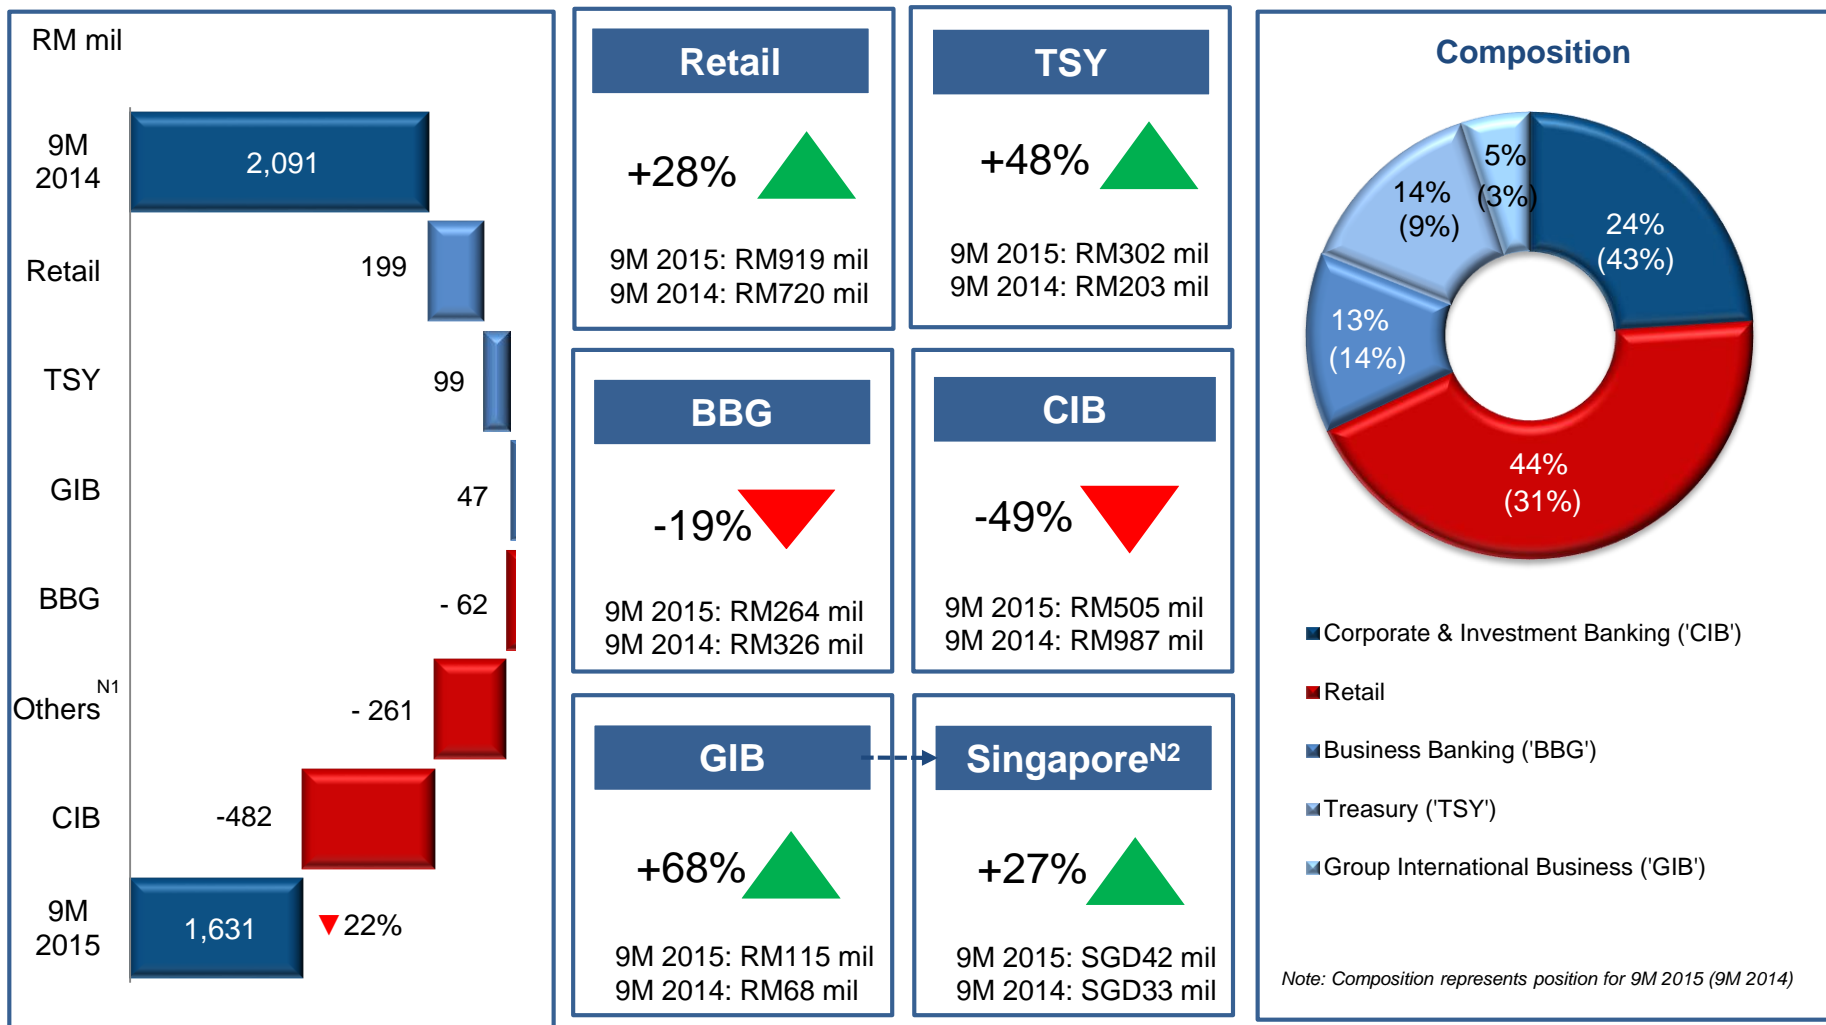 RM mil
9M
2014
2,091
Retail
199
TSY
99
GIB
47
BBG
- 62
Others N1
- 261
CIB
-482
9M
2015
1,631
22%
Retail
+28%
9M 2015: RM919 mil
9M 2014: RM720 mil
TSY
+48%
9M 2015: RM302 mil
9M 2014: RM203 mil
BBG
-19%
9M 2015: RM264 mil
9M 2014: RM326 mil
CIB
-49%
9M 2015: RM505 mil
9M 2014: RM987 mil
GIB
+68%
9M 2015: RM115 mil
9M 2014: RM68 mil
Singapore N2
+27%
9M 2015: SGD42 mil
9M 2014: SGD33 mil
Composition
5%
(3%)
14%
(9%)
24%
(43%)
13%
(14%)
44%
(31%)
Corporate & Investment Banking ('CIB')
Retail
Business Banking ('BBG')
Treasury ('TSY')
Group International Business ('GIB')
Note: Composition represents position for 9M 2015 (9M 2014)